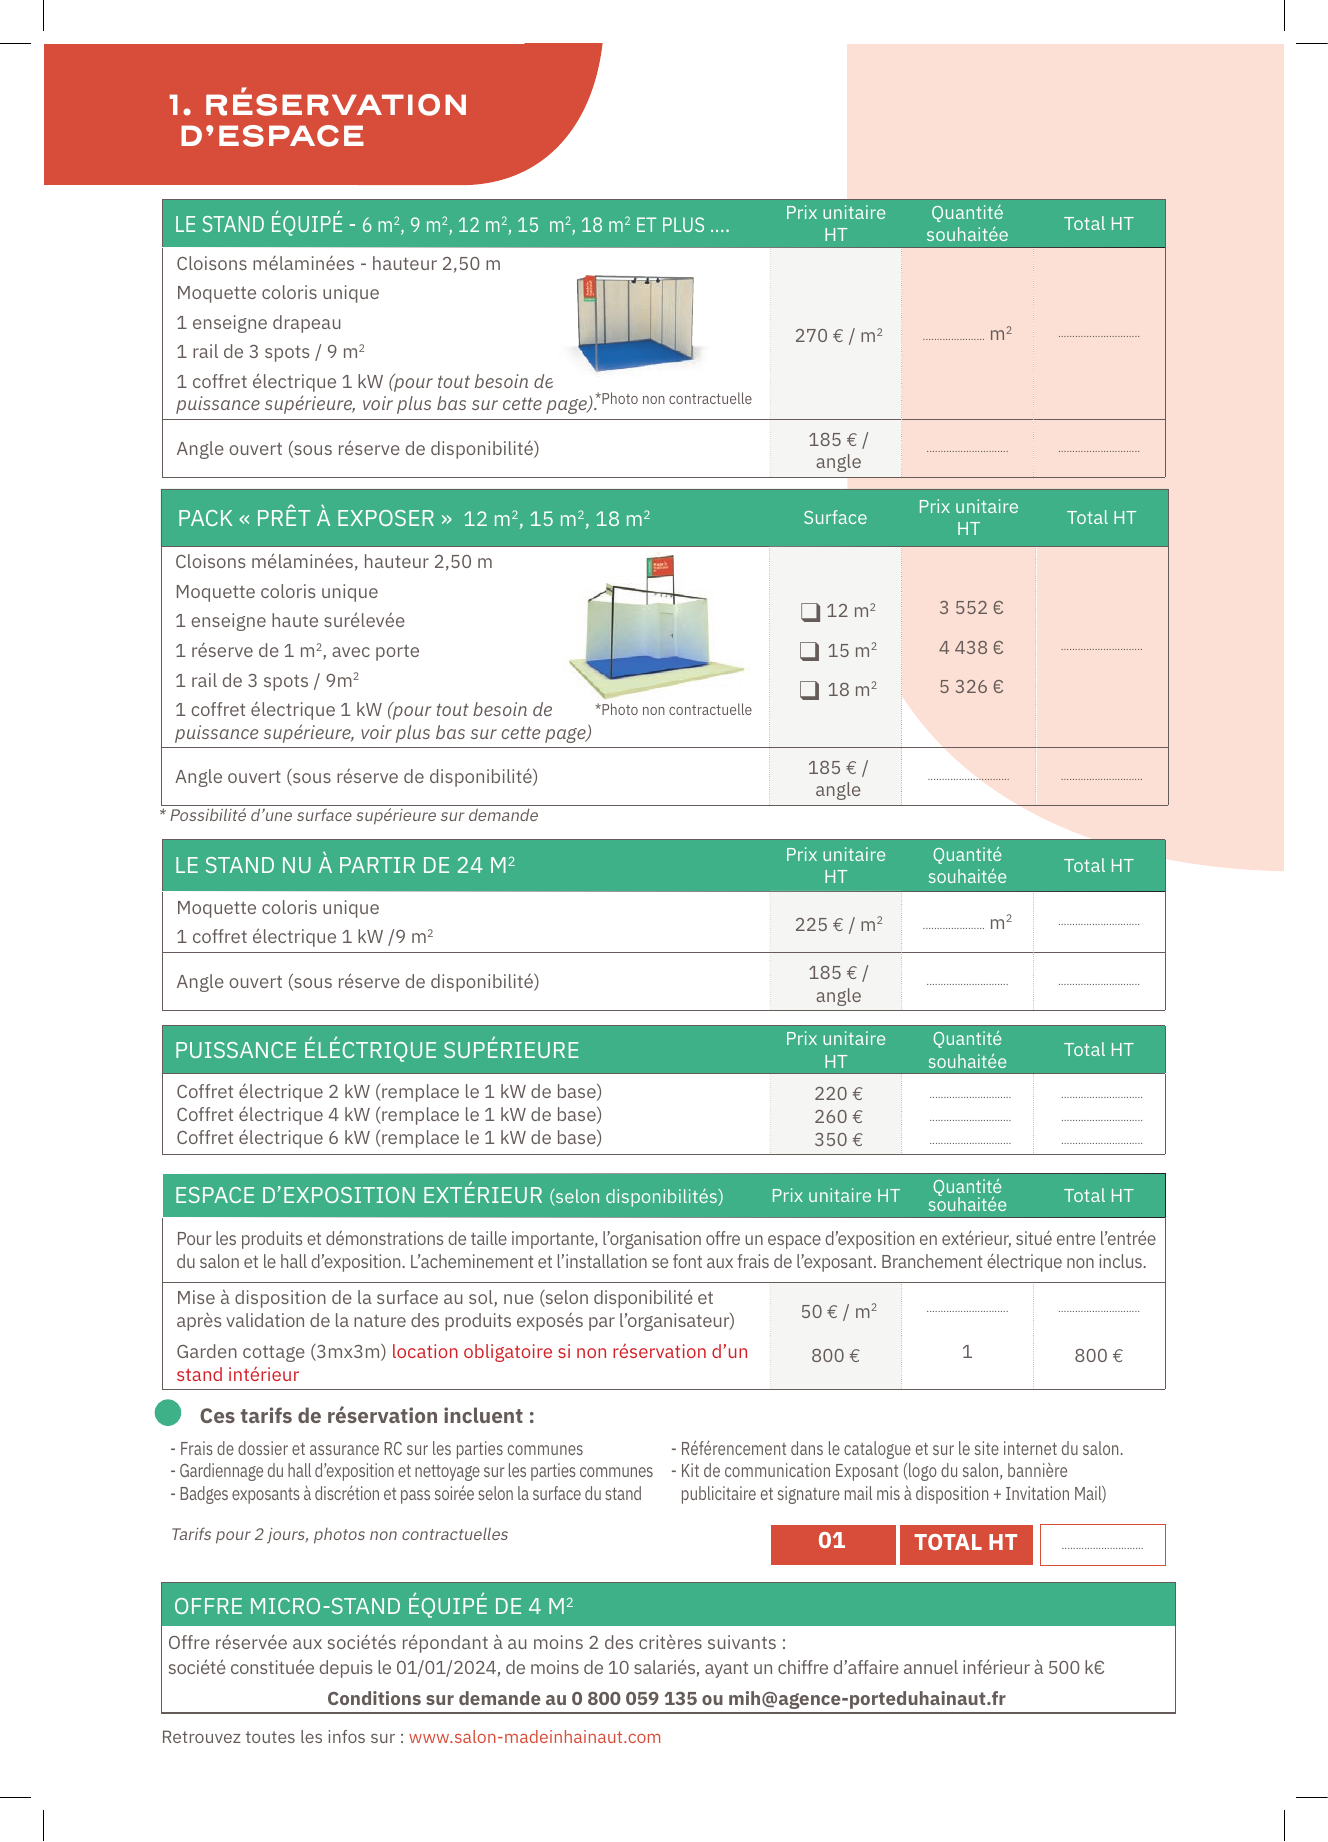 1. RÉSERVATION
D’ESPACE
LE STAND ÉQUIPÉ - 6 m², 9 m², 12 m², 15 m², 18 m² ET PLUS .... Prix unitaire HT Quantité souhaitée Total HT
Cloisons mélaminées - hauteur 2,50 m
Moquette coloris unique
1 enseigne drapeau
1 rail de 3 spots / 9 m²
1 coffret électrique 1 kW (pour tout besoin de
puissance supérieure, voir plus bas sur cette page).
*Photo non contractuelle
270 € / m² ...................... m² .............................
Angle ouvert (sous réserve de disponibilité) 185 € / angle ............................. .............................
PACK « PRÊT À EXPOSER » 12 m², 15 m², 18 m² Surface Prix unitaire HT Total HT
Cloisons mélaminées, hauteur 2,50 m
Moquette coloris unique
1 enseigne haute surélevée
1 réserve de 1 m², avec porte
1 rail de 3 spots / 9m²
1 coffret électrique 1 kW (pour tout besoin de
puissance supérieure, voir plus bas sur cette page)
*Photo non contractuelle
❏ 12 m² 3 552 €
❏ 15 m² 4 438 € .............................
❏ 18 m² 5 326 €
Angle ouvert (sous réserve de disponibilité) 185 € / angle ............................. .............................
* Possibilité d’une surface supérieure sur demande
LE STAND NU À PARTIR DE 24 M² Prix unitaire HT Quantité souhaitée Total HT
Moquette coloris unique
1 coffret électrique 1 kW /9 m²
225 € / m² ...................... m² .............................
Angle ouvert (sous réserve de disponibilité) 185 € / angle ............................. .............................
PUISSANCE ÉLÉCTRIQUE SUPÉRIEURE Prix unitaire HT Quantité souhaitée Total HT
Coffret électrique 2 kW (remplace le 1 kW de base) 220 € ............................. .............................
Coffret électrique 4 kW (remplace le 1 kW de base) 260 € ............................. .............................
Coffret électrique 6 kW (remplace le 1 kW de base) 350 € ............................. .............................
ESPACE D’EXPOSITION EXTÉRIEUR (selon disponibilités) Prix unitaire HT Quantité souhaitée Total HT
Pour les produits et démonstrations de taille importante, l’organisation offre un espace d’exposition en extérieur, situé entre l’entrée
du salon et le hall d’exposition. L’acheminement et l’installation se font aux frais de l’exposant. Branchement électrique non inclus.
Mise à disposition de la surface au sol, nue (selon disponibilité et
après validation de la nature des produits exposés par l’organisateur)
50 € / m² ............................. .............................
Garden cottage (3mx3m) location obligatoire si non réservation d’un
stand intérieur
800 € 1 800 €
Ces tarifs de réservation incluent :
- Frais de dossier et assurance RC sur les parties communes
- Gardiennage du hall d’exposition et nettoyage sur les parties communes
- Badges exposants à discrétion et pass soirée selon la surface du stand
- Référencement dans le catalogue et sur le site internet du salon.
- Kit de communication Exposant (logo du salon, bannière
publicitaire et signature mail mis à disposition + Invitation Mail)
Tarifs pour 2 jours, photos non contractuelles
01 TOTAL HT .............................
OFFRE MICRO-STAND ÉQUIPÉ DE 4 M²
Offre réservée aux sociétés répondant à au moins 2 des critères suivants :
société constituée depuis le 01/01/2024, de moins de 10 salariés, ayant un chiffre d’affaire annuel inférieur à 500 k€
Conditions sur demande au 0 800 059 135 ou mih@agence-porteduhainaut.fr
Retrouvez toutes les infos sur : www.salon-madeinhainaut.com